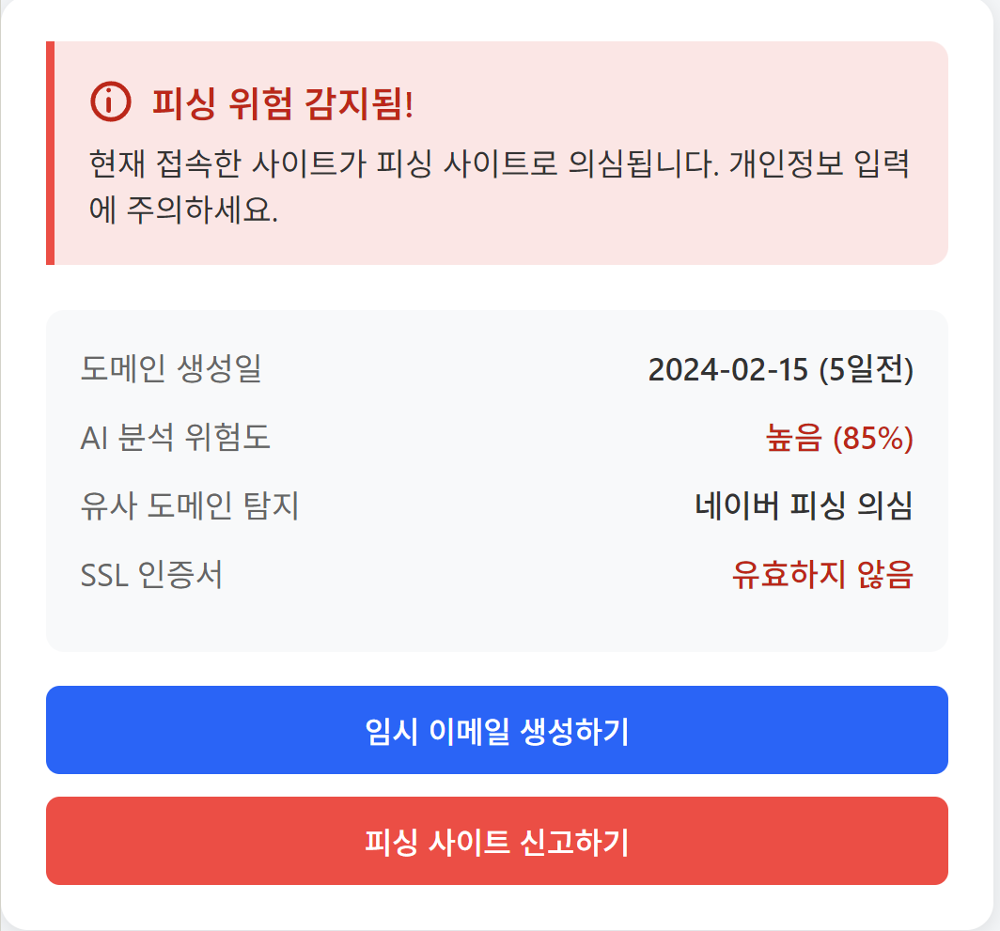 피싱 위험 감지됨!
현재 접속한 사이트가 피싱 사이트로 의심됩니다. 개인정보 입력
에 주의하세요.
도메인 생성일 2024-02-15 (5일전)
AI 분석 위험도 높음 (85%)
유사 도메인 탐지 네이버 피싱 의심
SSL 인증서 유효하지 않음
임시 이메일 생성하기
피싱 사이트 신고하기